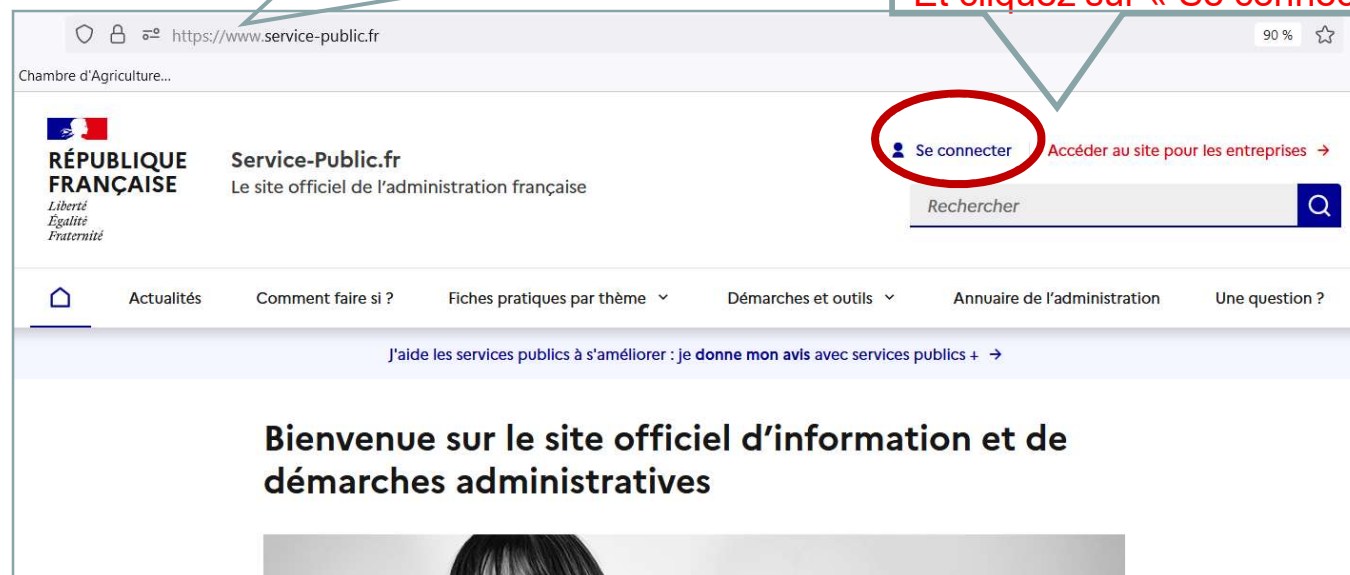 Et cliquez sur « Se
https://www.service-public.fr
90 %
Chambre d'Agriculture...
RÉPUBLIQUE
FRANÇAISE
Liberté
Égalité
Fraternité
Service-Public.fr
Le site officiel de l'administration française
Se connecter
Accéder au site pour les entreprises →
Rechercher
Actualités
Comment faire si ?
Fiches pratiques par thème
Démarches et outils
Annuaire de l'administration
Une question ?
J'aide les services publics à s'améliorer : je donne mon avis avec services publics + →
Bienvenue sur le site officiel d'information et de
démarches administratives